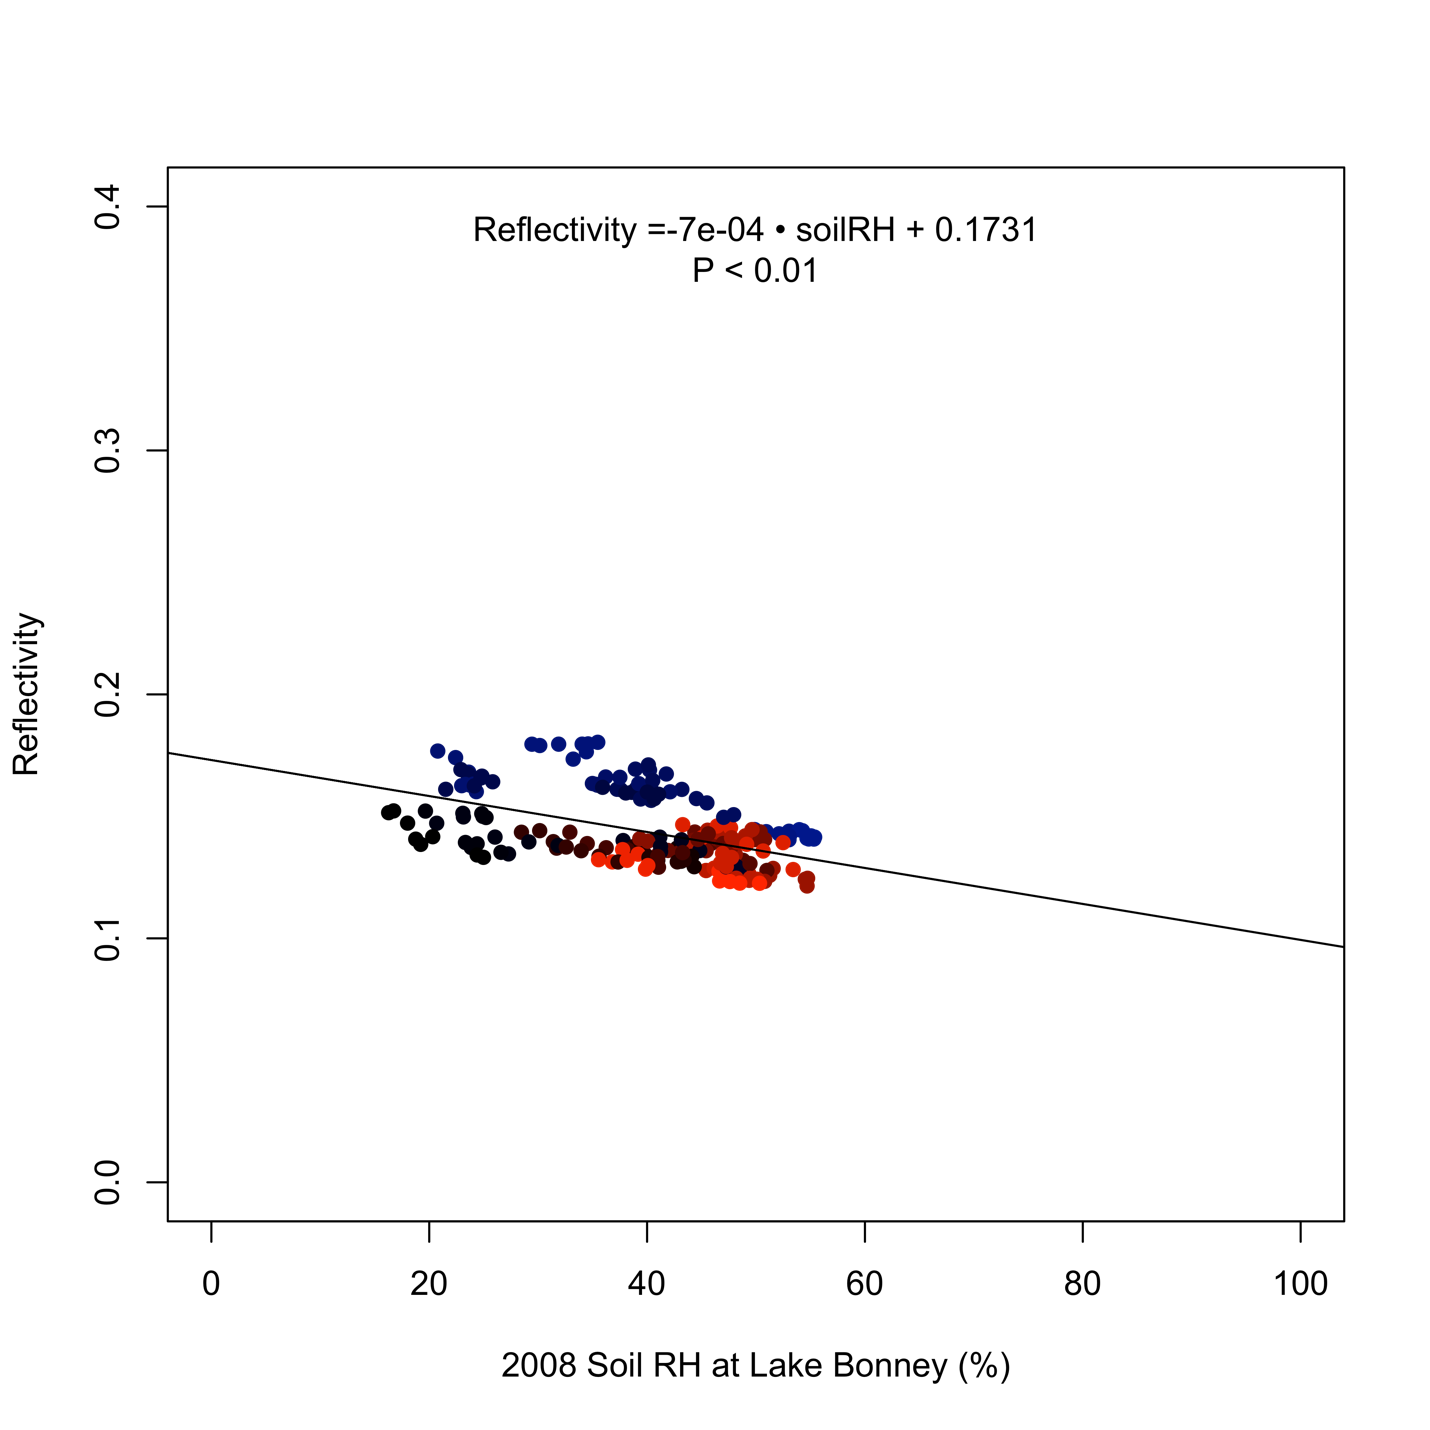 Reflectivity =-7e-04 • soilRH + 0.1731
P < 0.01
Reflectivity
0.4
0.3
0.2
0.1
0.0
0 20 40 60 80 100
2008 Soil RH at Lake Bonney (%)